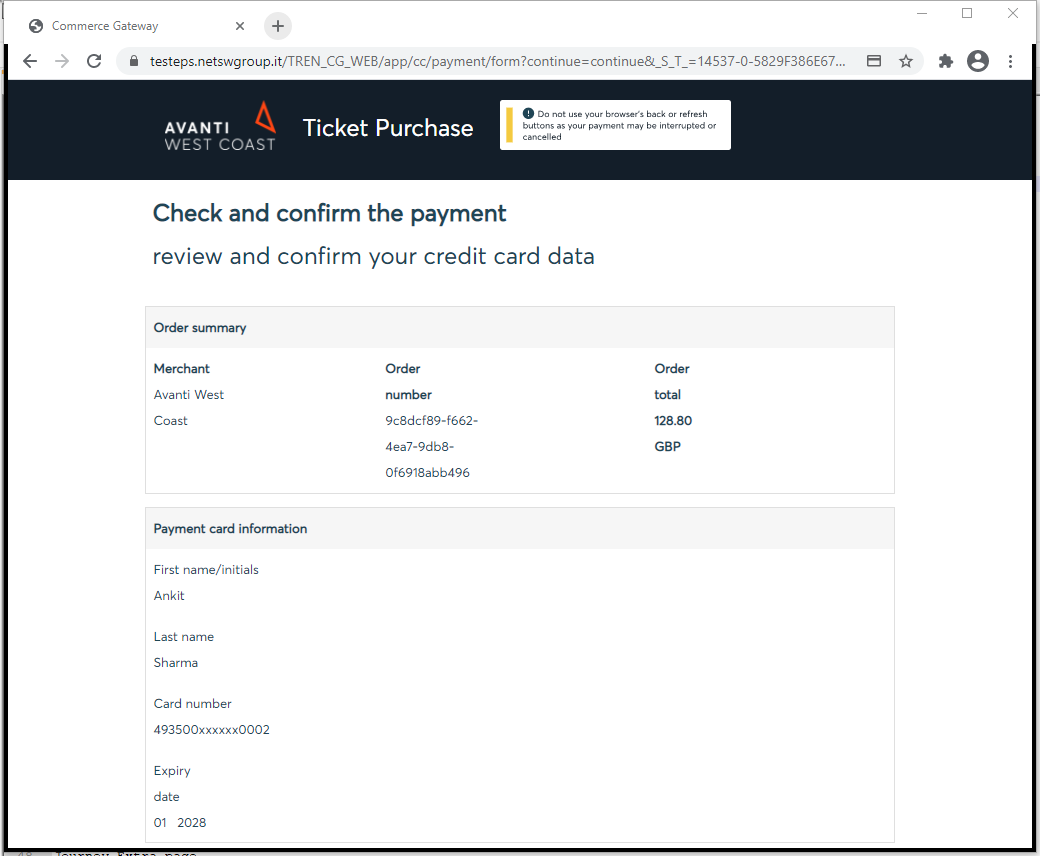 Commerce Gateway
testeps.netswgroup.it/TREN_CG_WEB/app/cc/payment/form?continue=continue&_S_T_=14537-0-5829F386E67...
AVANTI
WEST COAST
Ticket Purchase
Do not use your browser's back or refresh
buttons as your payment may be interrupted or
cancelled
Check and confirm the payment
review and confirm your credit card data
Order summary
Merchant
Avanti West
Coast
Order
number
9c8dcf89-f662-
4ea7-9db8-
0f6918abb496
Order
total
128.80
GBP
Payment card information
First name/initials
Ankit
Last name
Sharma
Card number
493500xxxxxx0002
Expiry
date
01 2028
Journey Extra page